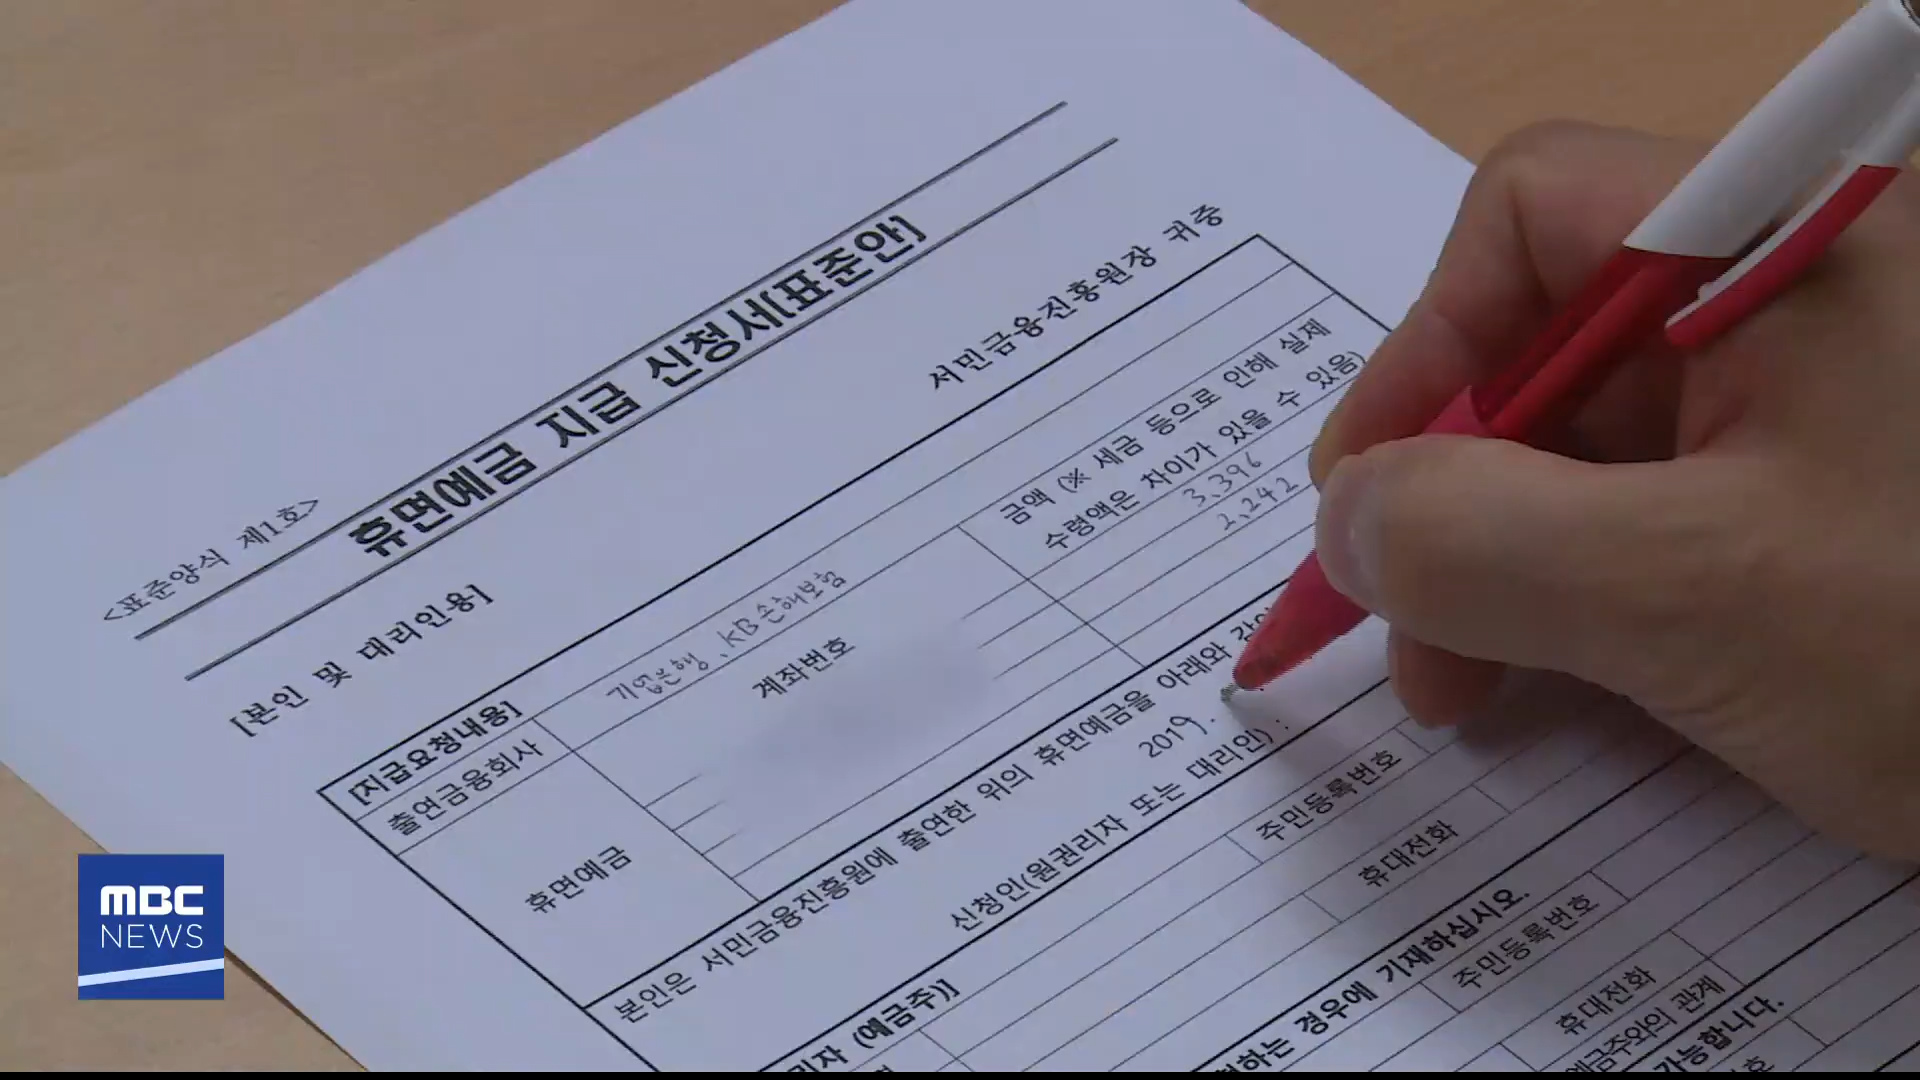 <표준양식 제1호>
휴면예금 지급 신청서[표준안]
[본인 및 대리인용]
서민금융진흥원장 귀중
[지급요청내용]
출연금융회사
기업은행, KB손해보험
휴면예금
계좌번호
금액 (※ 세금 등으로 인해 실제
수령액은 차이가 있을 수 있음)
3,396
2,242
본인은 서민금융진흥원에 출연한 위의 휴면예금을 아래와
2019.
신청인(원권리자 또는 대리인) :
(예금주)]
주민등록번호
휴대전화
하는 경우에 기재하십시오.
주민등록번호
휴대전화
예금주와의 관계
가능합니다.
MBC
NEWS